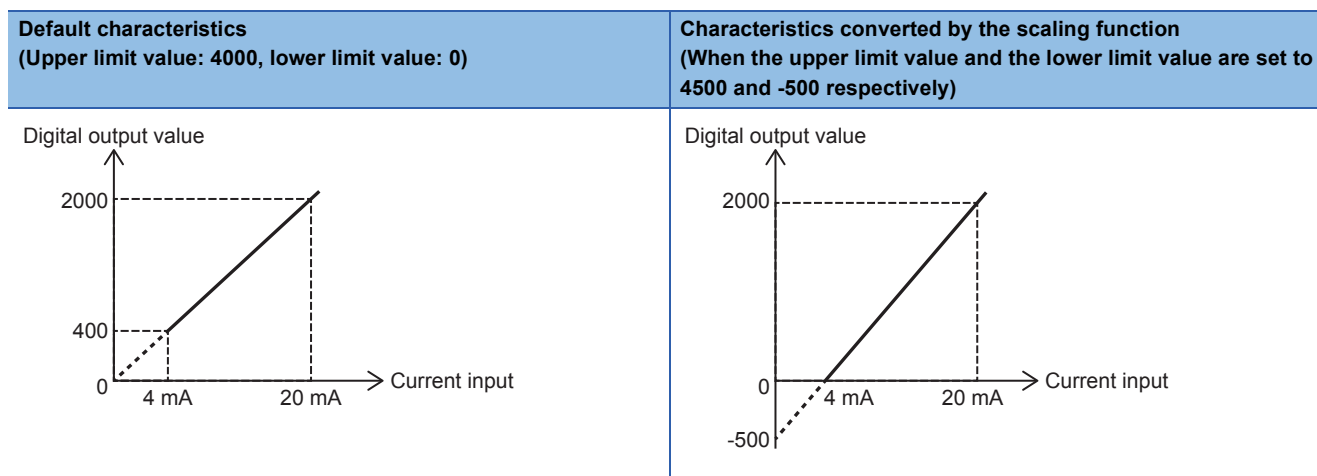 Default characteristics
(Upper limit value: 4000, lower limit value: 0)
Characteristics converted by the scaling function
(When the upper limit value and the lower limit value are set to
4500 and -500 respectively)
Digital output value
2000
400
0
4 mA
20 mA
Current input
Digital output value
2000
0
4 mA
20 mA
Current input
-500